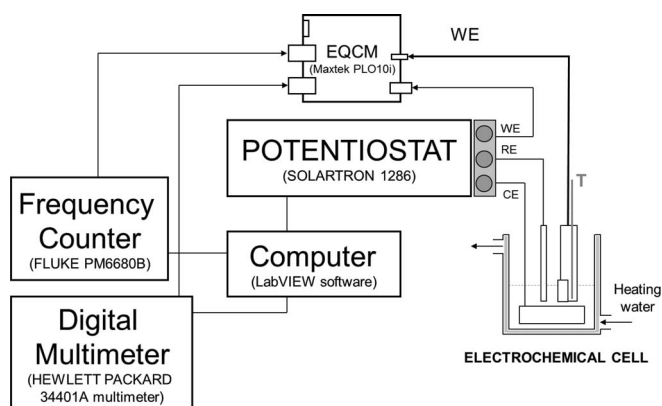 WE
EQCM
(Maxtek PLO10i)
POTENTIOSTAT
(SOLARTRON 1286)
WE
RE
CE
T
Frequency
Counter
(FLUKE PM6680B)
Computer
(LabVIEW software)
Heating
water
Digital
Multimeter
(HEWLETT PACKARD
34401A multimeter)
ELECTROCHEMICAL CELL